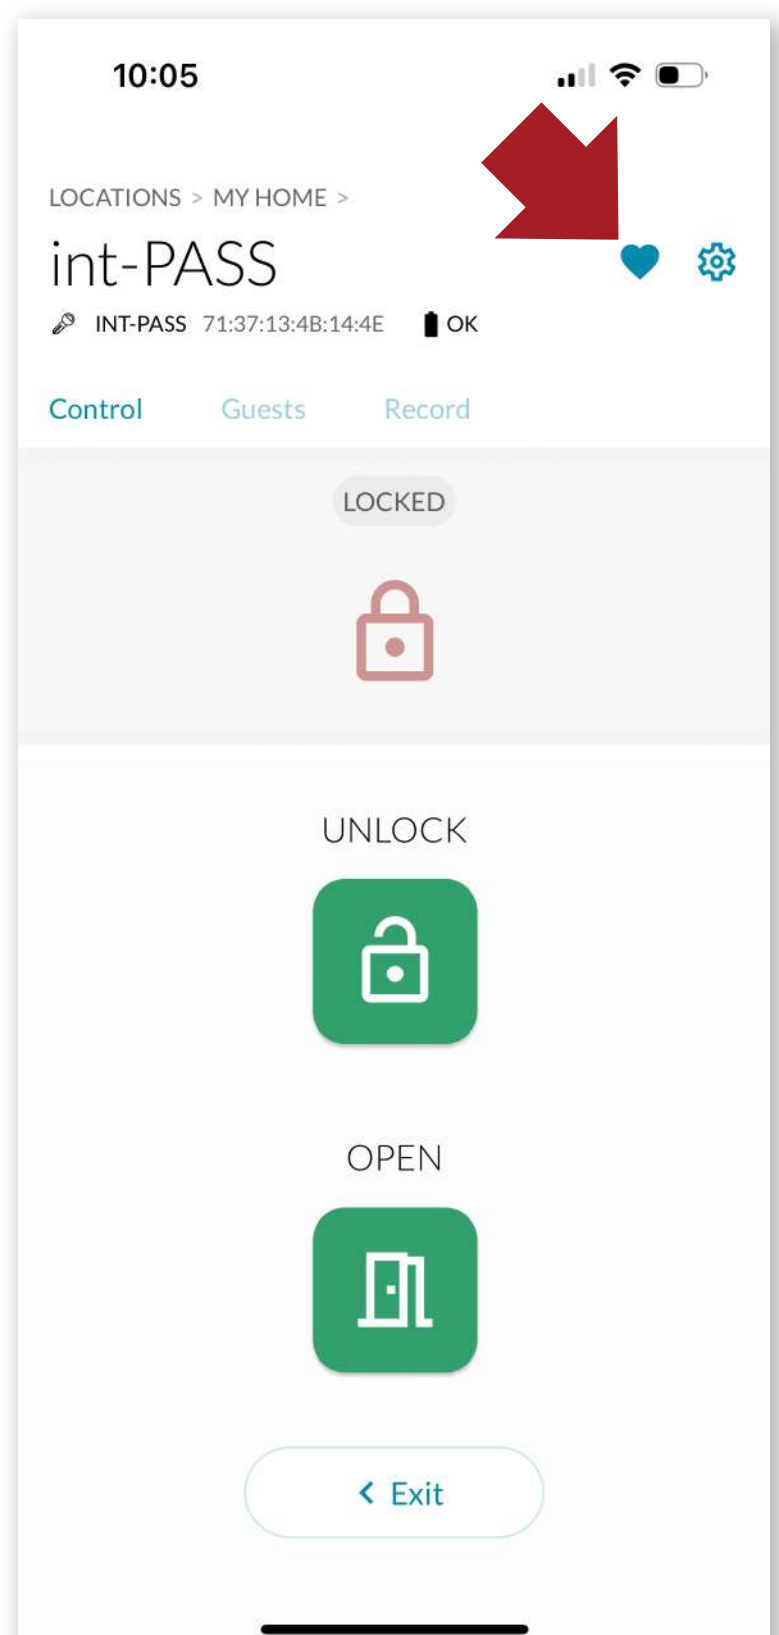 10:05
LOCATIONS > MY HOME >
int-PASS
INT-PASS 71:37:13:4B:14:4E OK
Control Guests Record
LOCKED
UNLOCK
OPEN
< Exit